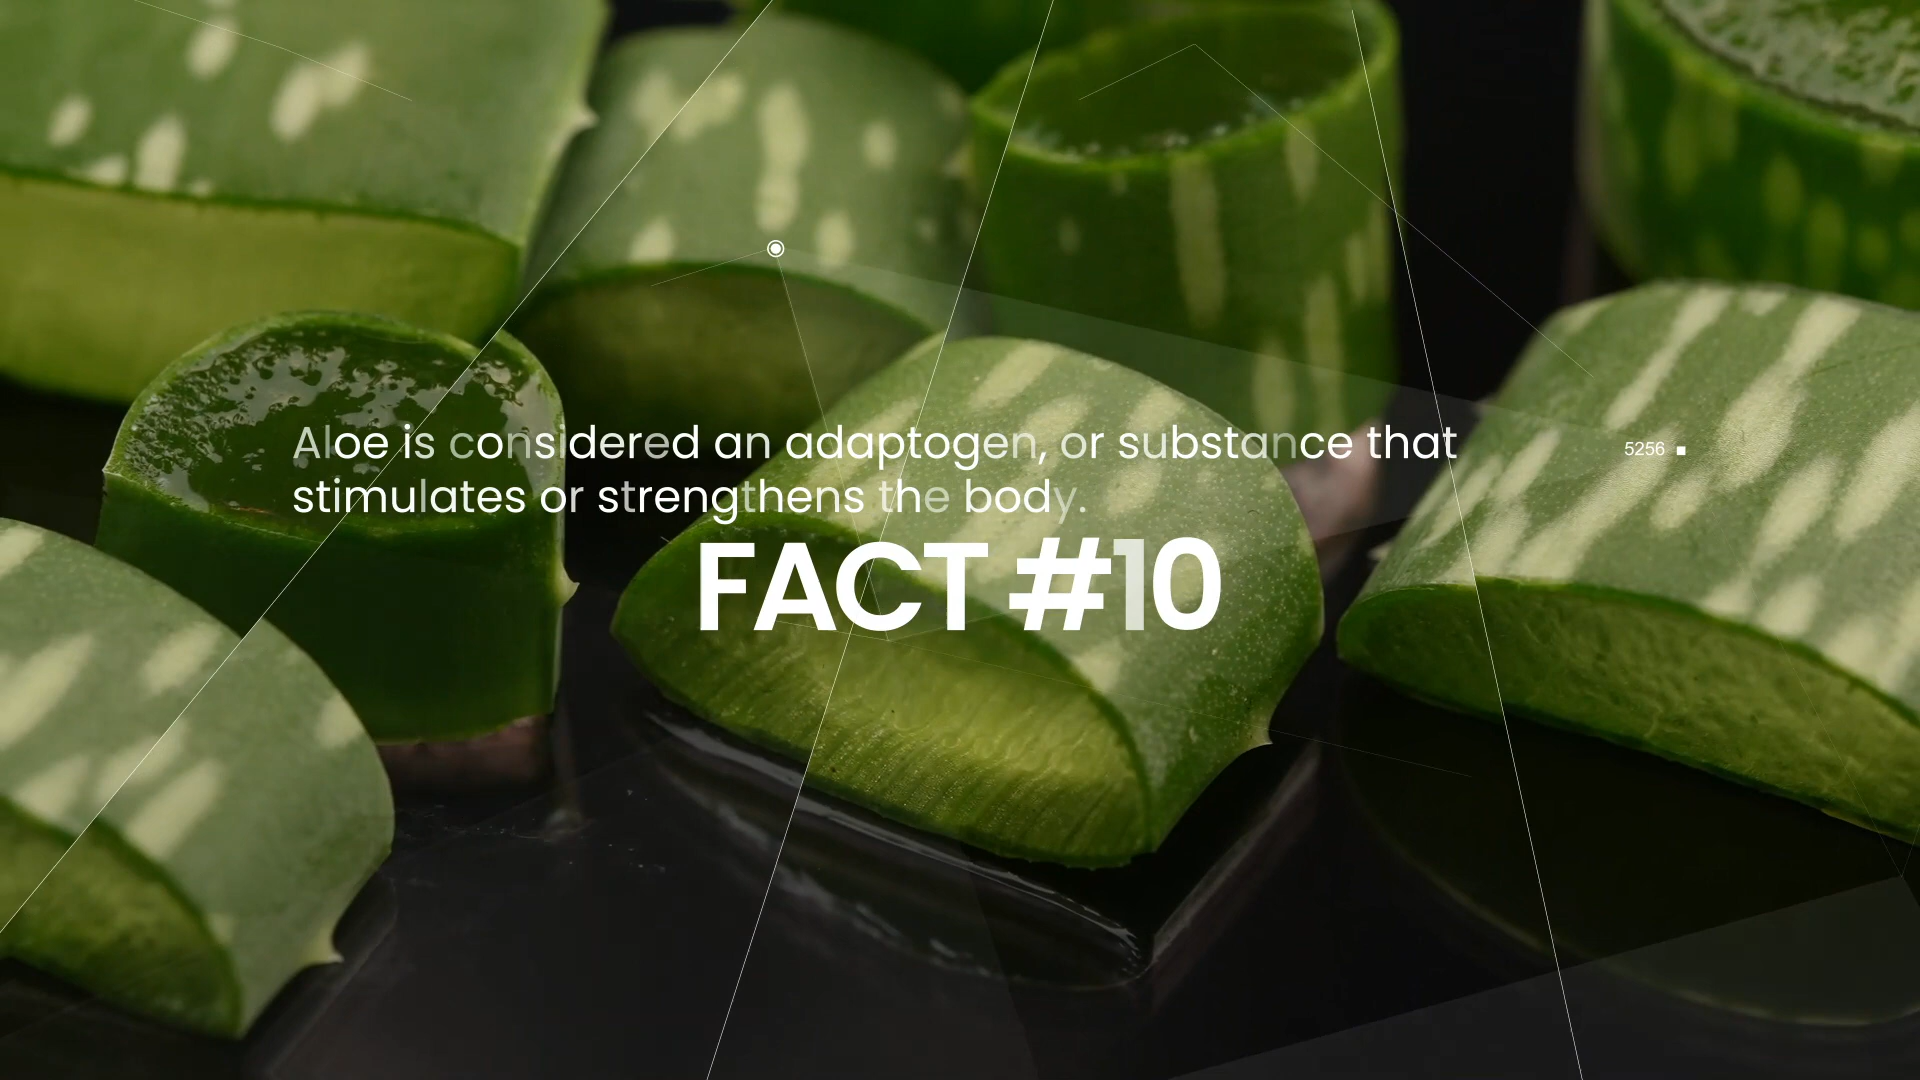 Aloe is considered an adaptogen, or substance that
5256
stimulates or strengthens the body.
FACT #10